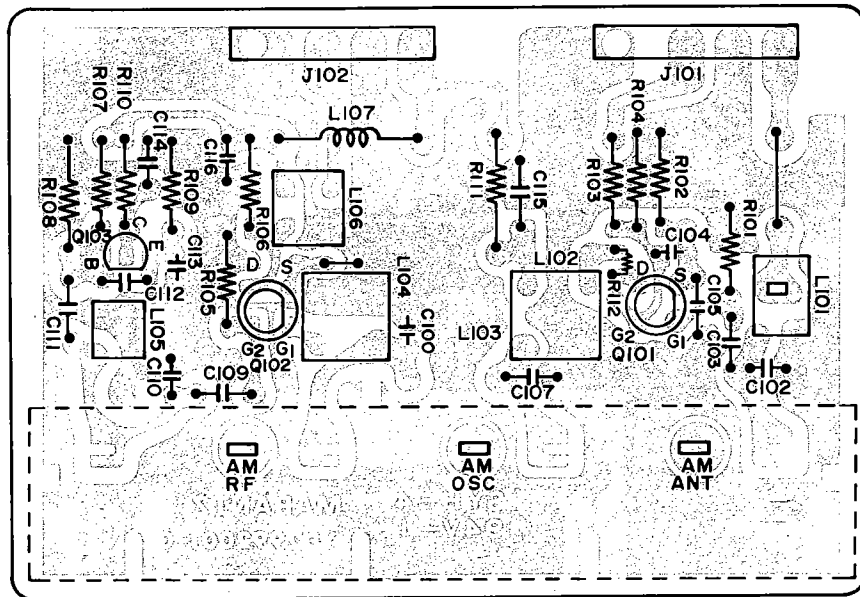 J102
J101
R107
R110
C114
C116
L107
R104
R108
R109
R106
L106
R111
C115
R103
R102
R101
C
Q103
E
B
C113
R105
D
S
L104
L102
D
C104
S
C105
L101
C112
R112
C111
L105
C100
L103
G2
G1
Q102
G2
Q101
G1
C103
C110
C109
C107
C102
AM
RF
AM
OSC
AM
ANT